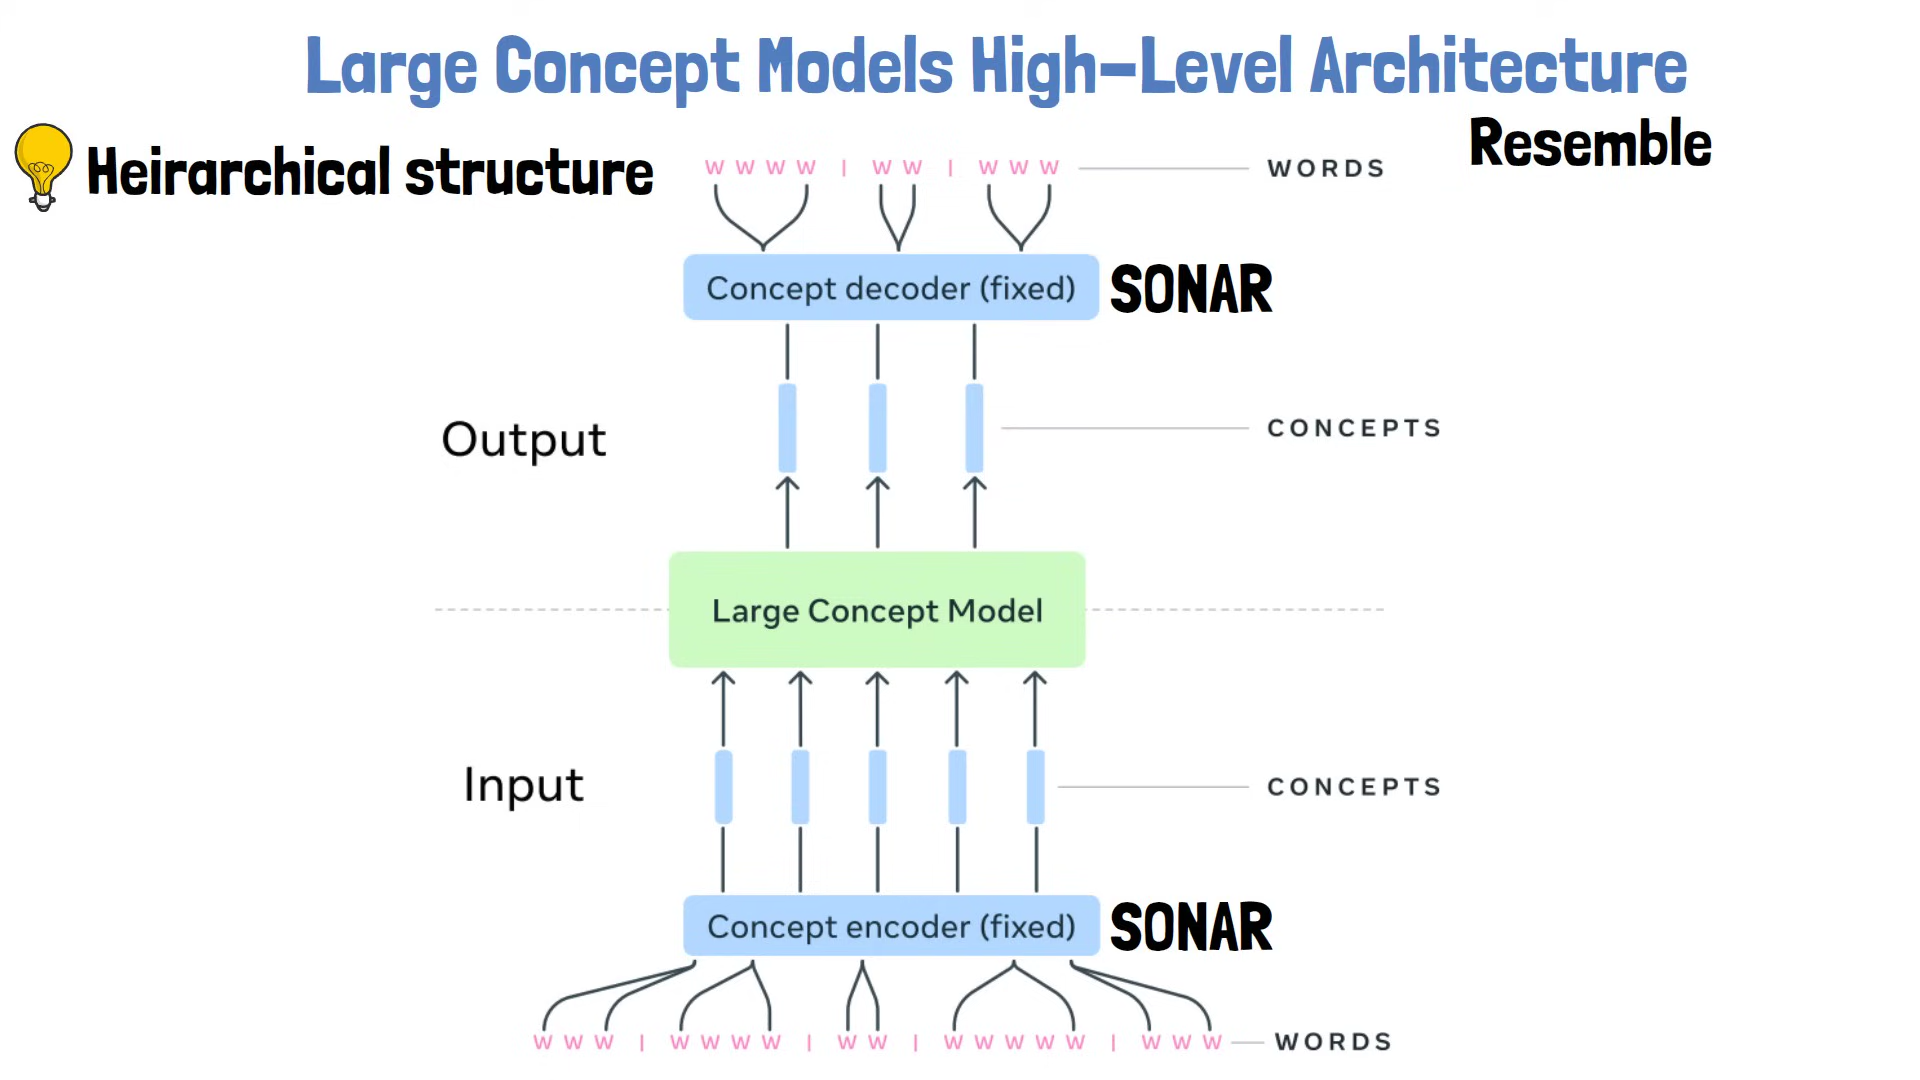 Large Concept Models High-Level Architecture
Resemble
Heirarchical structure
W W W W | W W | W W W
WORDS
Concept decoder (fixed)
SONAR
Output
CONCEPTS
Large Concept Model
Input
CONCEPTS
Concept encoder (fixed)
SONAR
W W W | W W W W | W W | W W W W W | W W W
WORDS